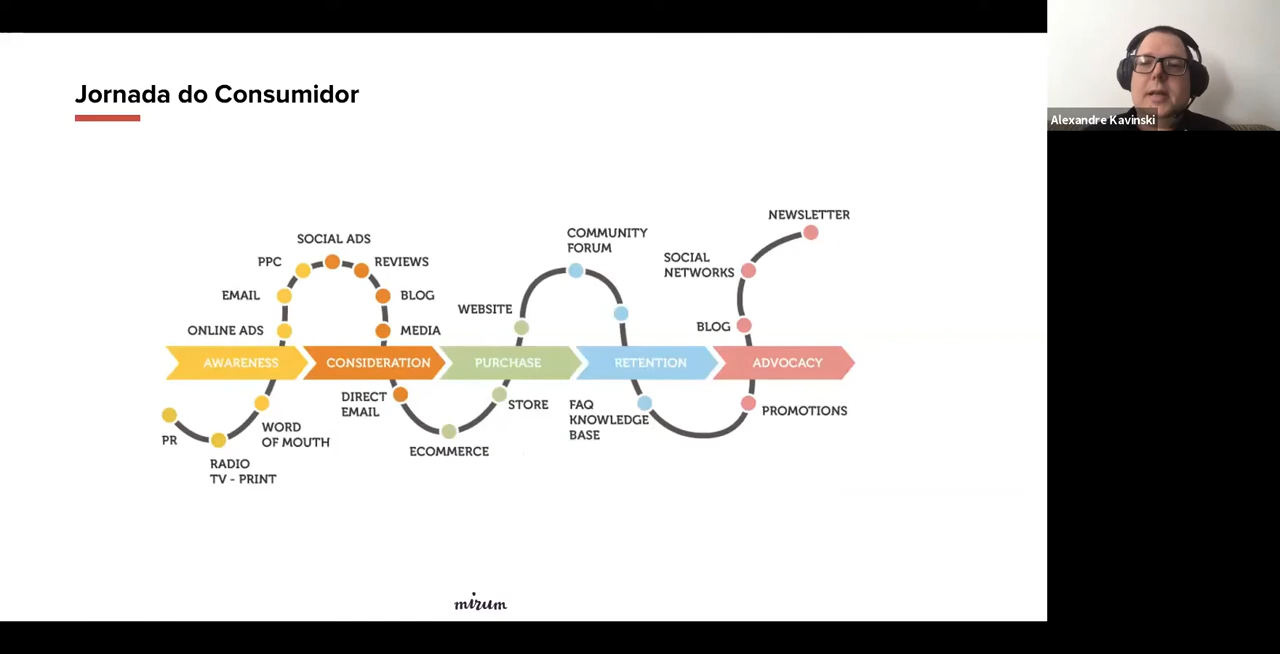 Jornada do Consumidor
Alexandre Kavinski
NEWSLETTER
COMMUNITY
FORUM
SOCIAL ADS
PPC
REVIEWS
SOCIAL
NETWORKS
EMAIL
BLOG
WEBSITE
ONLINE ADS
MEDIA
BLOG
AWARENESS
CONSIDERATION
PURCHASE
RETENTION
ADVOCACY
DIRECT
EMAIL
STORE
FAQ
KNOWLEDGE
BASE
PROMOTIONS
PR
WORD
OF MOUTH
ECOMMERCE
RADIO
TV - PRINT
mirum